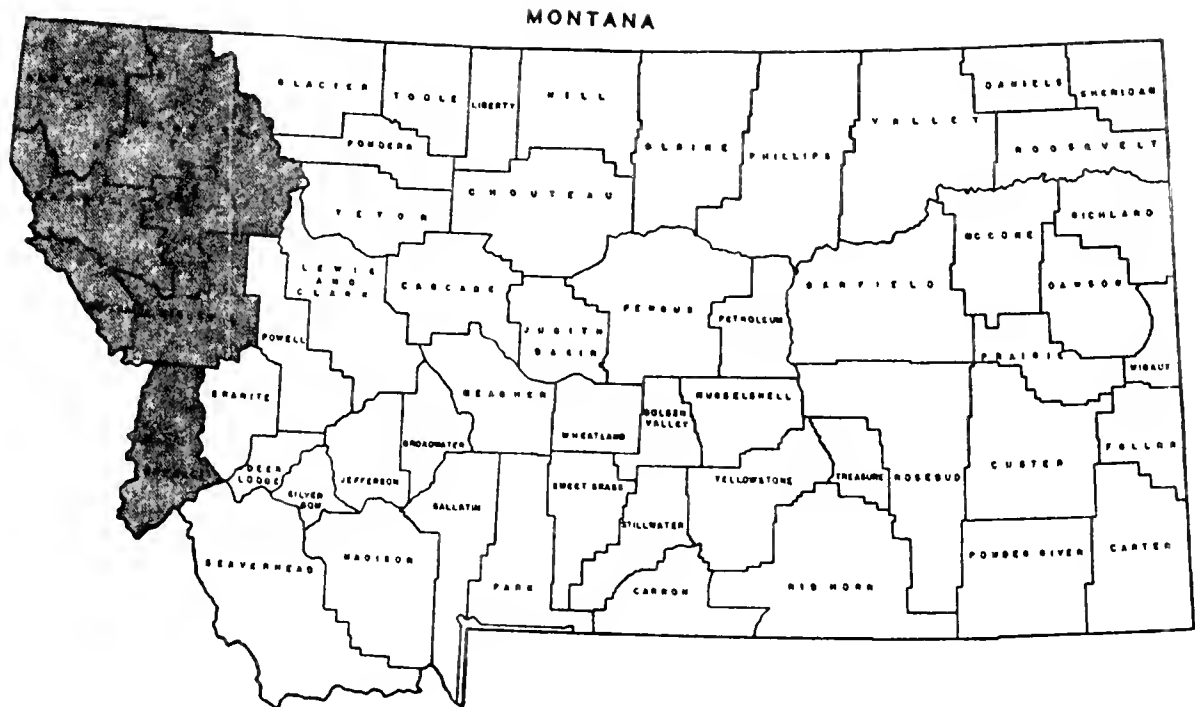 MONTANA
GLACIER
TOOLE
LIBERTY
HILL
BLAINE
PHILLIPS
VALLEY
DANIELS
SHERIDAN
ROOSEVELT
PONDERA
CHOUTEAU
TETON
RICHLAND
MCCONE
LEWIS
AND
CLARK
CASCADE
FERGUS
PETROLEUM
GARFIELD
DAWSON
JUDITH
BASIN
POWELL
PRAIRIE
WIBAUX
GRANITE
MEAGHER
WHEATLAND
GOLDEN
VALLEY
MUSSELSHELL
BROADWATER
CUSTER
FALLON
DEER
LODGE
SILVER
BOW
JEFFERSON
GALLATIN
SWEET GRASS
STILLWATER
YELLOWSTONE
TREASURE
ROSEBUD
BEAVERHEAD
MADISON
PARK
CARBON
BIG HORN
POWDER RIVER
CARTER